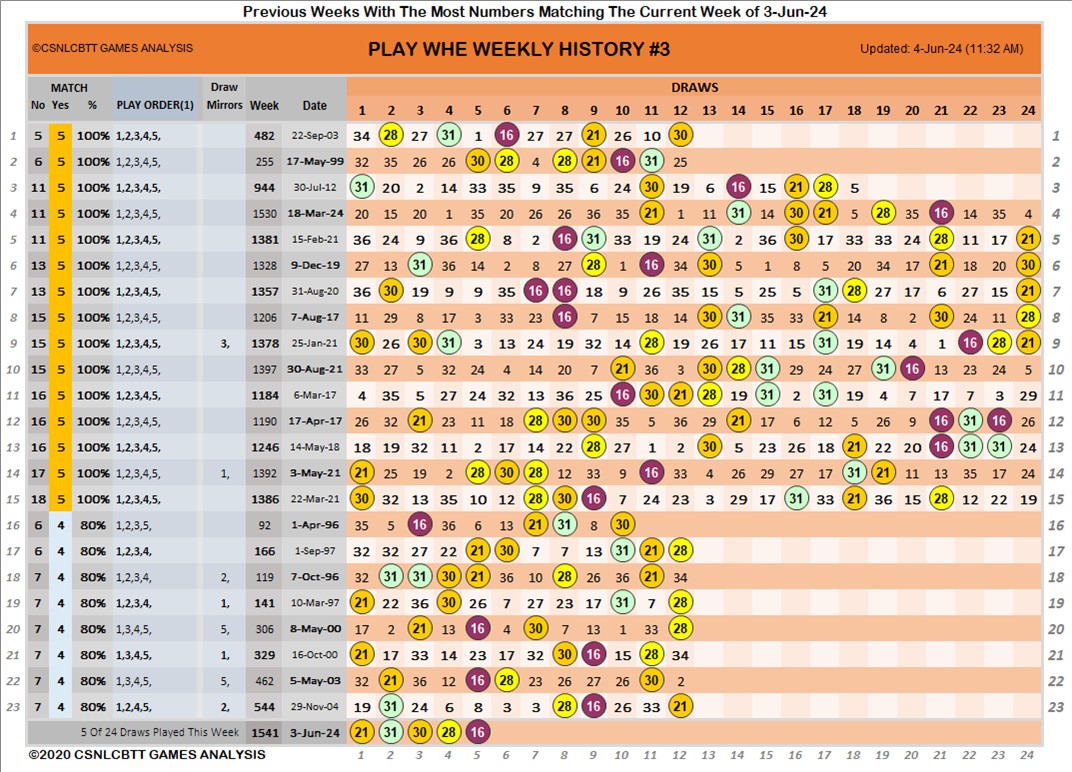 Previous Weeks With The Most Numbers Matching The Current Week of 3-Jun-24
©CSNLCBTT GAMES ANALYSIS PLAY WHE WEEKLY HISTORY #3 Updated: 4-Jun-24 (11:32 AM)
MATCH Draw DRAWS
No Yes % PLAY ORDER(1) Mirrors Week Date 1 2 3 4 5 6 7 8 9 10 11 12 13 14 15 16 17 18 19 20 21 22 23 24
1 5 5 100% 1,2,3,4,5, 482 22-Sep-03 34 28 27 31 1 16 27 27 21 26 10 30 1
2 6 5 100% 1,2,3,4,5, 255 17-May-99 32 35 26 26 30 28 4 28 21 16 31 25 2
3 11 5 100% 1,2,3,4,5, 944 30-Jul-12 31 20 2 14 33 35 9 35 6 24 30 19 6 16 15 21 28 5 3
4 11 5 100% 1,2,3,4,5, 1530 18-Mar-24 20 15 20 1 35 20 26 26 36 35 21 1 11 31 14 30 21 5 28 35 16 14 35 4 4
5 11 5 100% 1,2,3,4,5, 1381 15-Feb-21 36 24 9 36 28 8 2 16 31 33 19 24 31 2 36 30 17 33 33 24 28 11 17 21 5
6 13 5 100% 1,2,3,4,5, 1328 9-Dec-19 27 13 31 36 14 2 8 27 28 1 16 34 30 5 1 8 5 20 34 17 21 18 20 30 6
7 13 5 100% 1,2,3,4,5, 1357 31-Aug-20 36 30 19 9 9 35 16 16 18 9 26 35 15 5 25 5 31 28 27 17 6 27 15 21 7
8 15 5 100% 1,2,3,4,5, 1206 7-Aug-17 11 29 8 17 3 33 23 16 7 15 18 14 30 31 35 33 21 14 8 2 30 24 11 28 8
9 15 5 100% 1,2,3,4,5, 3, 1378 25-Jan-21 30 26 30 31 3 13 24 19 32 14 28 19 26 17 11 15 31 19 14 4 1 16 28 21 9
10 15 5 100% 1,2,3,4,5, 1397 30-Aug-21 33 27 5 32 24 4 14 20 7 21 36 3 30 28 31 29 24 27 31 16 13 23 24 5 10
11 16 5 100% 1,2,3,4,5, 1184 6-Mar-17 4 35 5 27 24 32 13 36 25 16 30 21 28 19 31 2 31 19 4 7 17 7 3 29 11
12 16 5 100% 1,2,3,4,5, 1190 17-Apr-17 26 32 21 23 11 18 28 30 30 35 5 36 29 21 17 6 12 5 26 9 16 31 16 26 12
13 16 5 100% 1,2,3,4,5, 1246 14-May-18 18 19 32 11 2 17 14 22 28 27 1 2 30 5 23 26 18 21 22 20 16 31 31 24 13
14 17 5 100% 1,2,3,4,5, 1, 1392 3-May-21 21 25 19 2 28 30 28 12 33 9 16 33 4 26 29 27 17 31 21 11 13 35 17 24 14
15 18 5 100% 1,2,3,4,5, 1386 22-Mar-21 30 32 13 35 10 12 28 30 16 7 24 23 3 29 17 31 33 21 36 15 28 12 22 19 15
16 6 4 80% 1,2,3,5, 92 1-Apr-96 35 5 16 36 6 13 21 31 8 30 16
17 6 4 80% 1,2,3,4, 166 1-Sep-97 32 32 27 22 21 30 7 7 13 31 21 28 17
18 7 4 80% 1,2,3,4, 2, 119 7-Oct-96 32 31 31 30 21 36 10 28 26 36 21 34 18
19 7 4 80% 1,2,3,4, 1, 141 10-Mar-97 21 22 36 30 26 7 27 23 17 31 7 28 19
20 7 4 80% 1,3,4,5, 5, 306 8-May-00 17 2 21 13 16 4 30 7 13 1 33 28 20
21 7 4 80% 1,3,4,5, 1, 329 16-Oct-00 21 17 33 14 23 17 32 30 16 15 28 34 21
22 7 4 80% 1,3,4,5, 5, 462 5-May-03 32 21 36 12 16 28 23 26 27 26 30 2 22
23 7 4 80% 1,2,4,5, 2, 544 29-Nov-04 19 31 24 6 8 3 3 28 16 26 33 21 23
5 Of 24 Draws Played This Week 1541 3-Jun-24 21 31 30 28 16
©2020 CSNLCBTT GAMES ANALYSIS 1 2 3 4 5 6 7 8 9 10 11 12 13 14 15 16 17 18 19 20 21 22 23 24